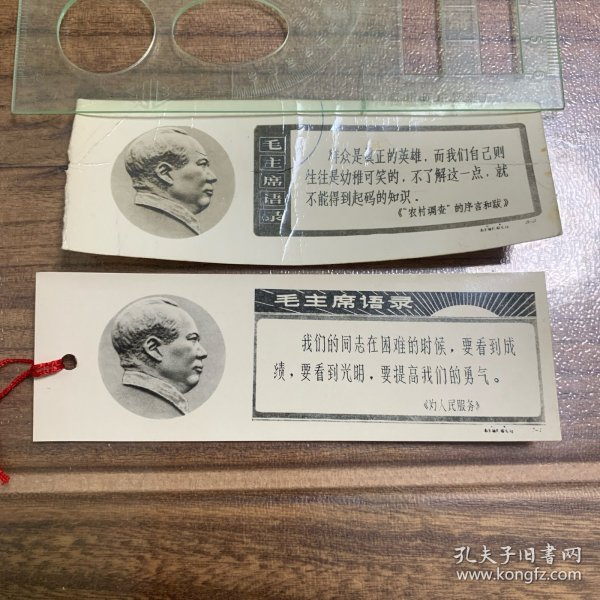 毛主席语录
群众是真正的英雄，而我们自己则
往往是幼稚可笑的，不了解这一点，就
不能得到起码的知识。
《“农村调查”的序言和跋》
毛主席语录
我们的同志在困难的时候，要看到成
绩，要看到光明，要提高我们的勇气。
《为人民服务》
孔夫子旧书网
www.kongfz.com